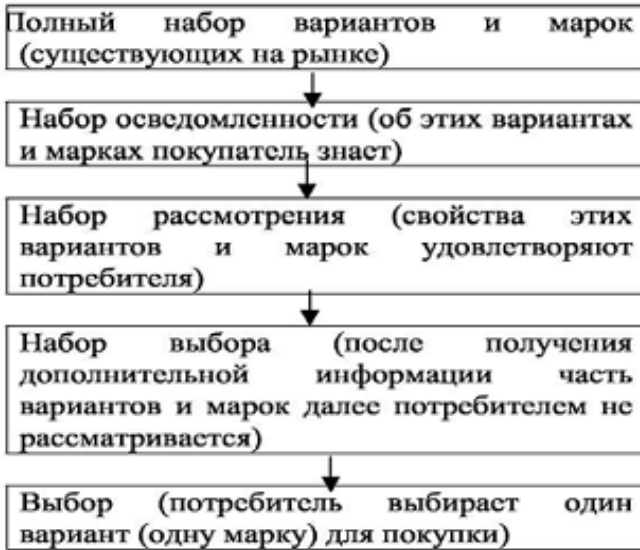 Полный набор вариантов и марок
(существующих на рынке)
Набор осведомленности (об этих вариантах
и марках покупатель знает)
Набор рассмотрения (свойства этих
вариантов и марок удовлетворяют
потребителя)
Набор выбора (после получения
дополнительной информации часть
вариантов и марок далее потребителем не
рассматривается)
Выбор (потребитель выбирает один
вариант (одну марку) для покупки)